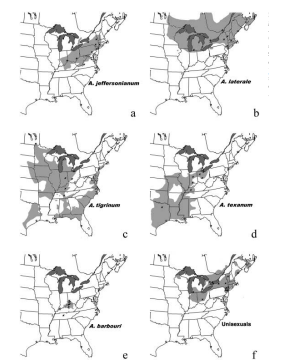 A. jeffersonianum
a
A. laterale
b
A. tigrinum
c
A. texanum
d
A. barbouri
e
Unisexuals
f